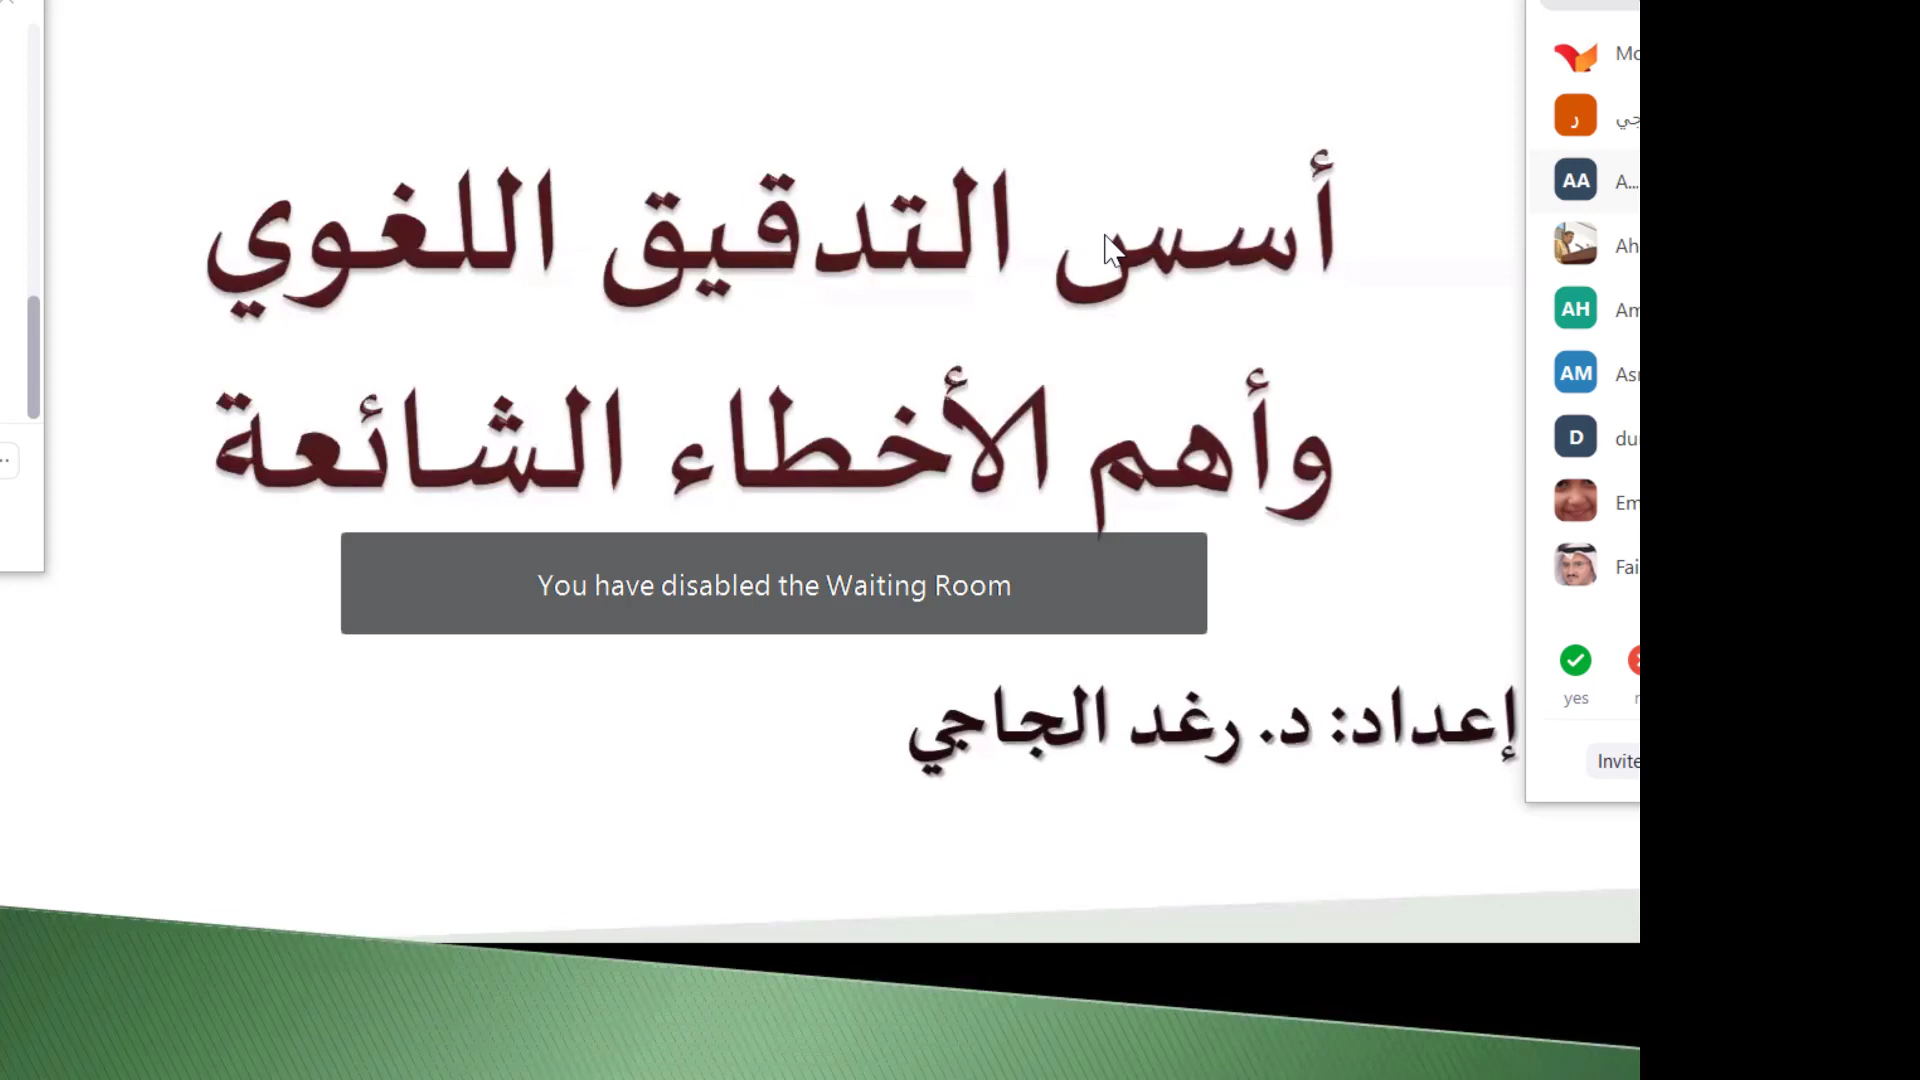 أسس التدقيق اللغوي
وأهم الأخطاء الشائعة
You have disabled the Waiting Room
إعداد: د. رغد الجاجي
ر
AA
A...
AH
AM
D
yes
Invite